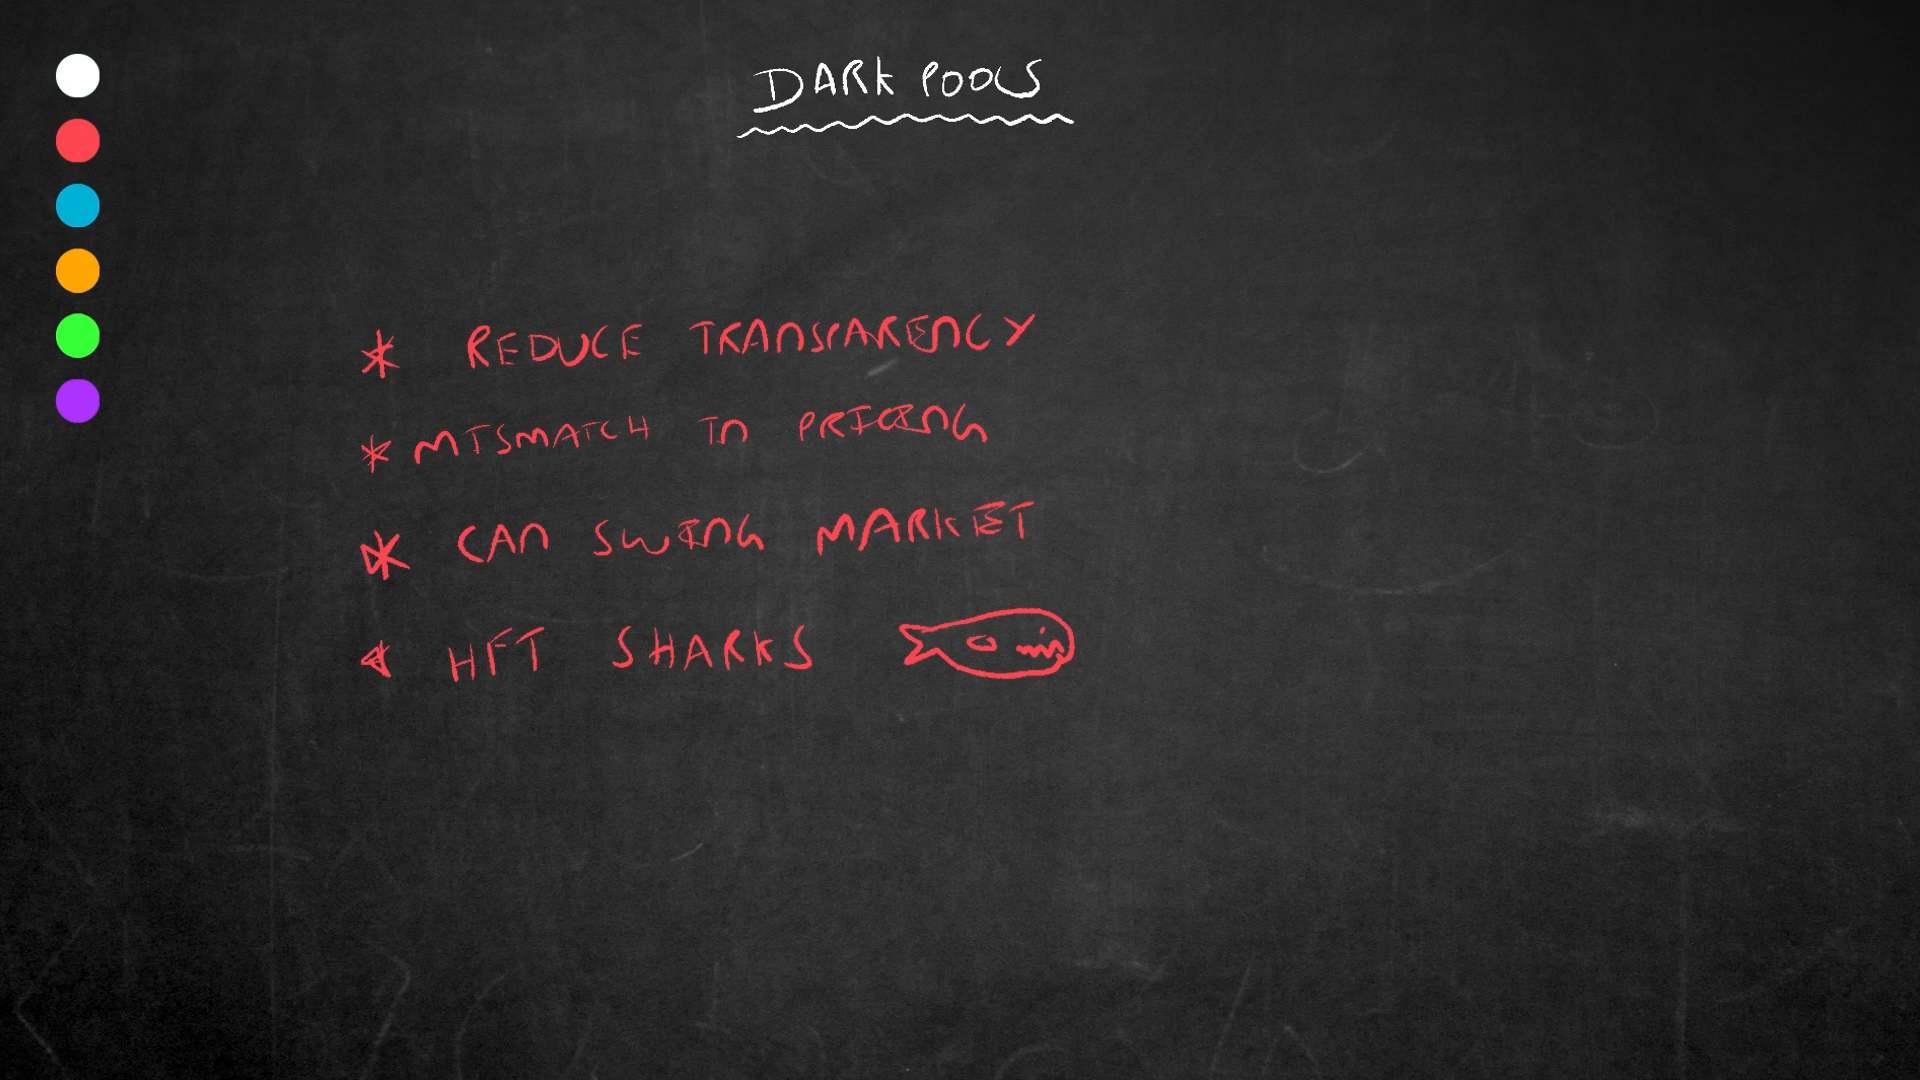 DARK POOLS
* REDUCE TRANSPARENCY
* MISMATCH IN PRICING
* CAN SWING MARKET
* HFT SHARKS